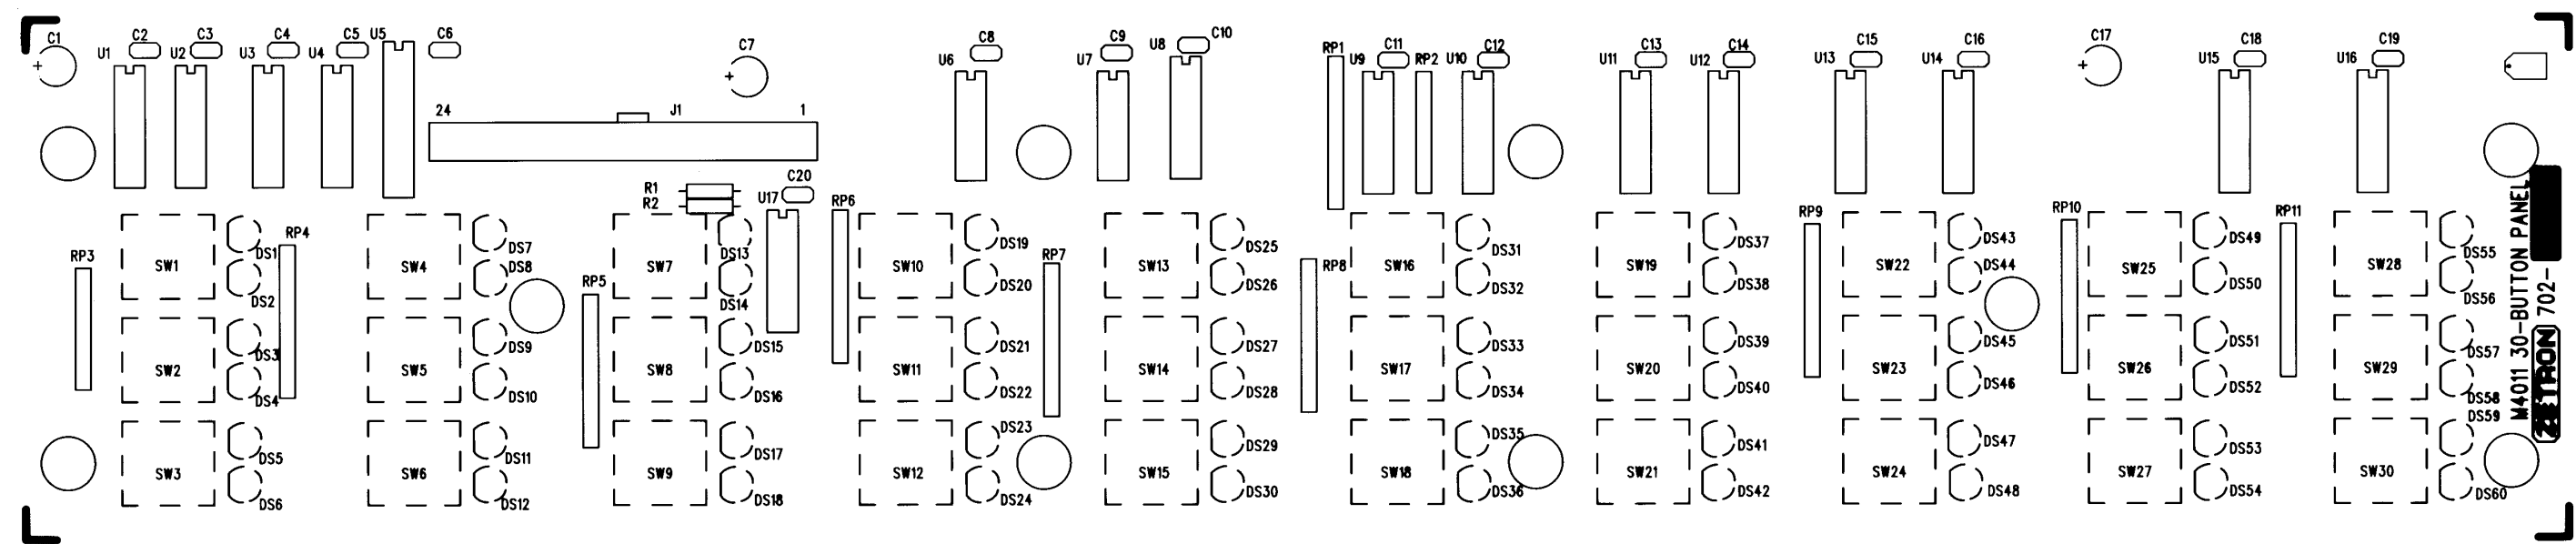 C1 C2 C3 C4 C5 U5 C6 C7 C8 C9 U8 C10 C11 C12 C13 C14 C15 C16 C17 C18 C19
U1 U2 U3 U4 U6 U7 RP1 U9 RP2 U10 U11 U12 U13 U14 U15 U16
+ + +
24 J1 1
R1 C20
R2 U17 RP6 RP9 RP10 RP11
RP3 DS1 RP4 DS7 DS13 DS19 RP7 DS25 DS31 DS37 DS43 DS49 DS55
SW1 SW4 DS8 SW7 SW10 SW13 RP8 SW16 SW19 SW22 DS44 SW25 SW28
DS2 RP5 DS14 DS20 DS26 DS32 DS38 DS50 DS56
DS3 DS9 DS15 DS21 DS27 DS33 DS39 DS45 DS51 DS57
SW2 SW5 SW8 SW11 SW14 SW17 SW20 SW23 SW26 SW29
DS4 DS10 DS16 DS22 DS28 DS34 DS40 DS46 DS52 DS58
DS5 DS11 DS17 DS23 DS29 DS35 DS41 DS47 DS53 DS59
SW3 SW6 SW9 SW12 SW15 SW18 SW21 SW24 SW27 SW30
DS6 DS12 DS18 DS24 DS30 DS36 DS42 DS48 DS54 DS60
M4011 30-BUTTON PANEL
ZETRON 702-